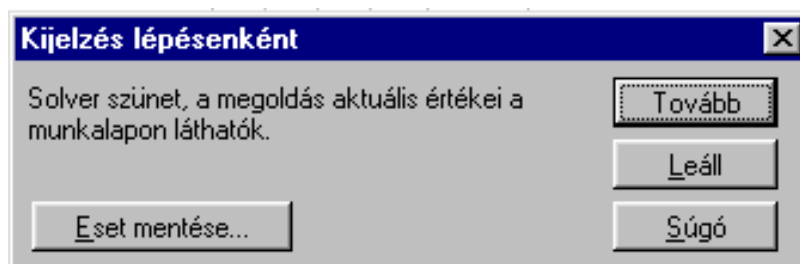 Kijelzés lépésenként
Solver szünet, a megoldás aktuális értékei a
munkalapon láthatók.
Tovább
Leáll
Eset mentése...
Súgó